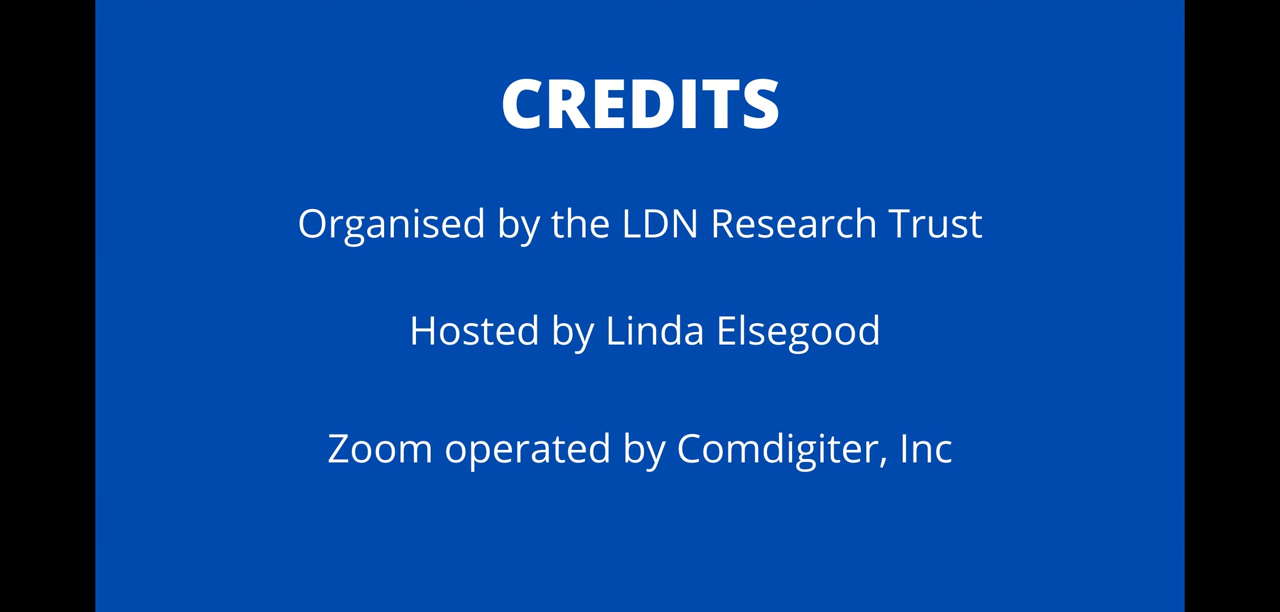 CREDITS
Organised by the LDN Research Trust
Hosted by Linda Elsegood
Zoom operated by Comdigiter, Inc